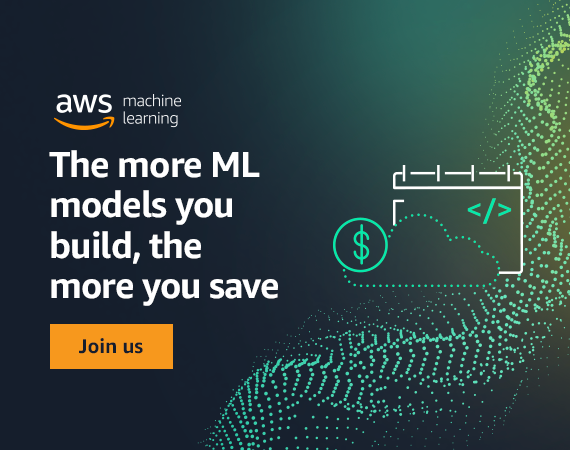 aws machine
learning
The more ML
models you
build, the
more you save
</>
$
Join us